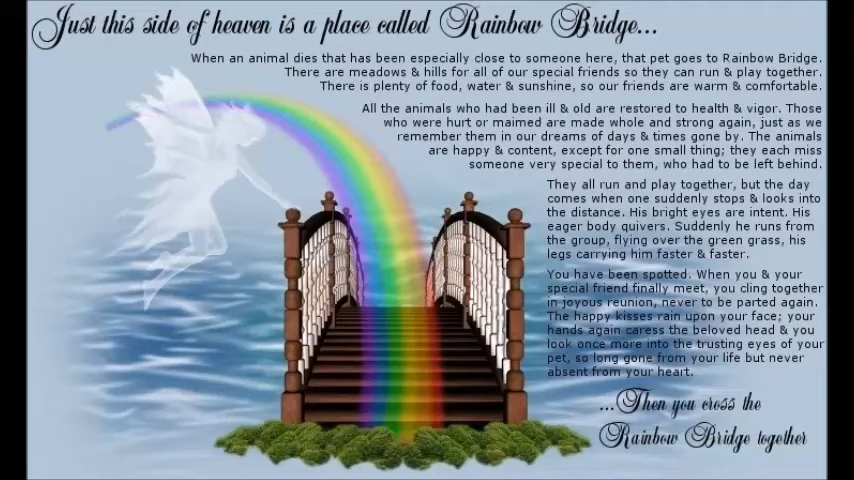 Just this side of heaven is a place called Rainbow Bridge...
When an animal dies that has been especially close to someone here, that pet goes to Rainbow Bridge.
There are meadows & hills for all of our special friends so they can run & play together.
There is plenty of food, water & sunshine, so our friends are warm & comfortable.
All the animals who had been ill & old are restored to health & vigor. Those
who were hurt or maimed are made whole and strong again, just as we
remember them in our dreams of days & times gone by. The animals
are happy & content, except for one small thing; they each miss
someone very special to them, who had to be left behind.
They all run and play together, but the day
comes when one suddenly stops & looks into
the distance. His bright eyes are intent. His
eager body quivers. Suddenly he runs from
the group, flying over the green grass, his
legs carrying him faster & faster.
You have been spotted. When you & your
special friend finally meet, you cling together
in joyous reunion, never to be parted again.
The happy kisses rain upon your face; your
hands again caress the beloved head & you
look once more into the trusting eyes of your
pet, so long gone from your life but never
absent from your heart.
...Then you cross the
Rainbow Bridge together